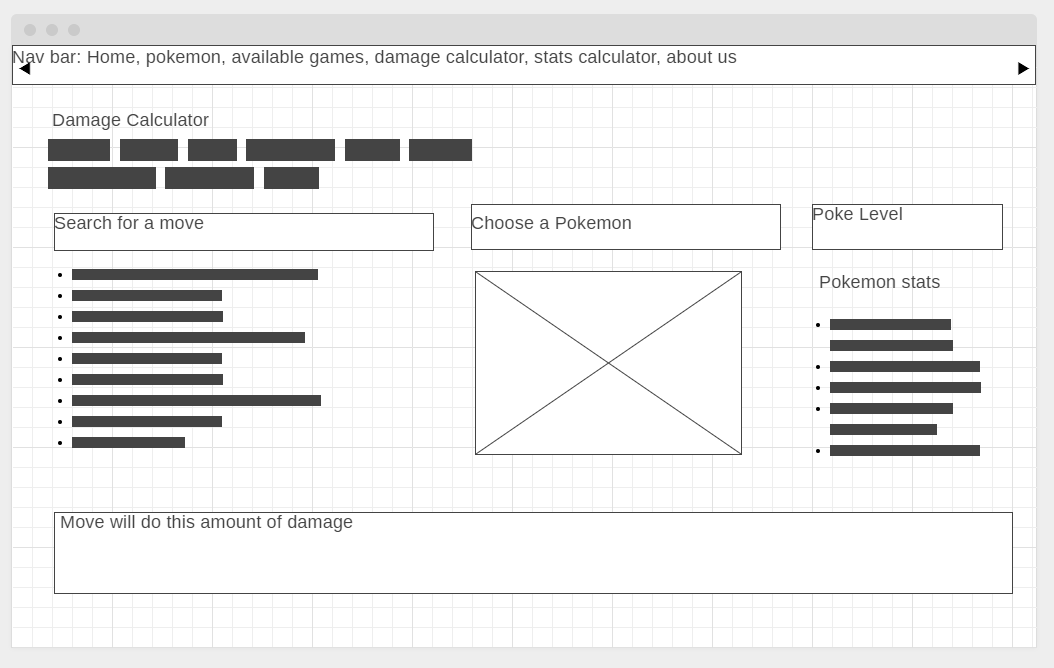 Nav bar: Home, pokemon, available games, damage calculator, stats calculator, about us
Damage Calculator
Search for a move
Choose a Pokemon
Poke Level
Pokemon stats
Move will do this amount of damage